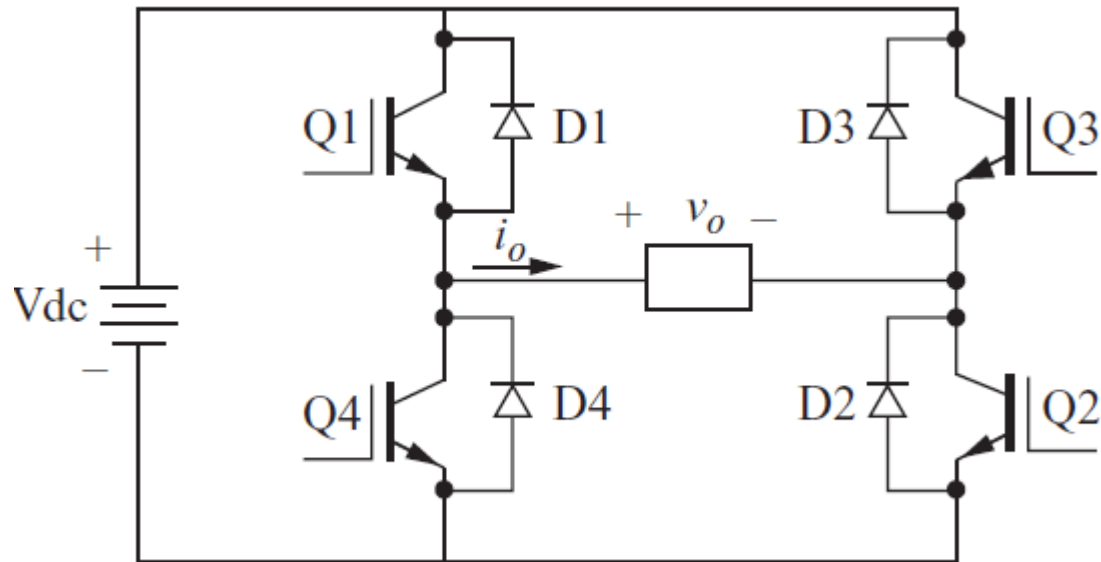 Q1
D1
D3
Q3
+ v_o −
i_o
+
Vdc
−
Q4
D4
D2
Q2